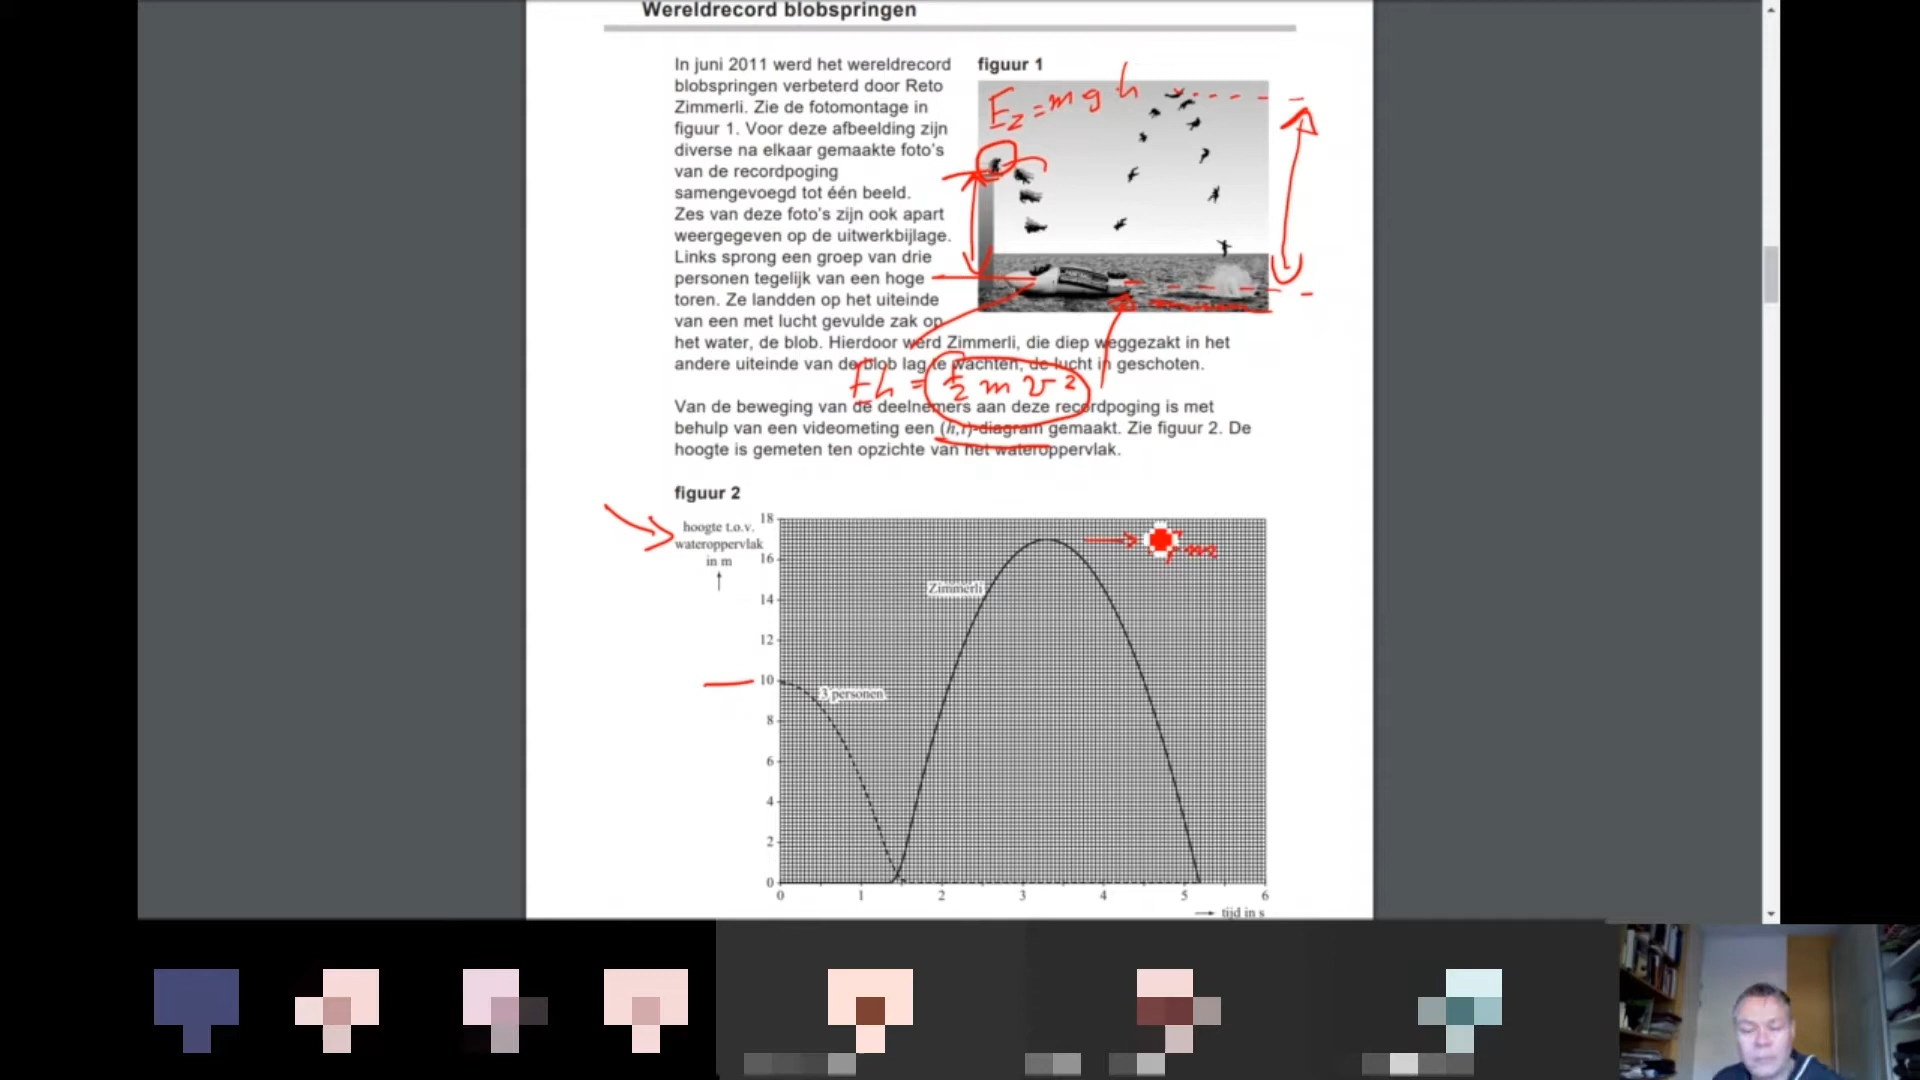 Wereldrecord blobspringen
In juni 2011 werd het wereldrecord
blobspringen verbeterd door Reto
Zimmerli. Zie de fotomontage in
figuur 1. Voor deze afbeelding zijn
diverse na elkaar gemaakte foto's
van de recordpoging
samengevoegd tot één beeld.
Zes van deze foto's zijn ook apart
weergegeven op de uitwerkbijlage.
Links sprong een groep van drie
personen tegelijk van een hoge
toren. Ze landden op het uiteinde
van een met lucht gevulde zak op
het water, de blob. Hierdoor werd Zimmerli, die diep weggezakt in het
andere uiteinde van de blob lag te wachten, de lucht in geschoten.
figuur 1
Ez = m g h
Ek = ½ m v²
Van de beweging van de deelnemers aan deze recordpoging is met
behulp van een videometing een (h,t)-diagram gemaakt. Zie figuur 2. De
hoogte is gemeten ten opzichte van het wateroppervlak.
figuur 2
hoogte t.o.v.
wateroppervlak
in m
18
16
14
12
10
8
6
4
2
0
Zimmerli
3 personen
0 1 2 3 4 5 6
tijd in s